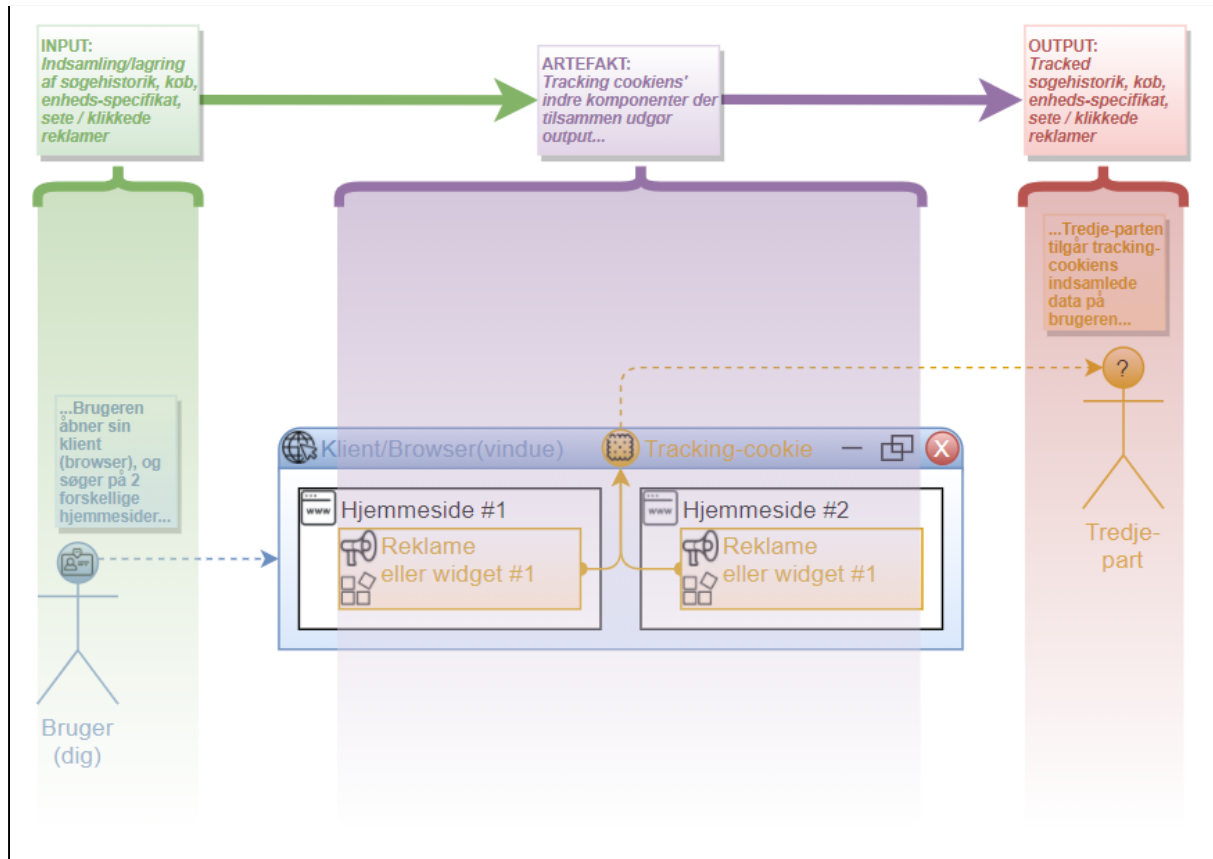 INPUT:
Indsamling/lagring
af søgehistorik, køb,
enheds-specifikat,
sete / klikkede
reklamer
ARTEFAKT:
Tracking cookiens'
indre komponenter der
tilsammen udgør
output...
OUTPUT:
Tracked
søgehistorik, køb,
enheds-specifikat,
sete / klikkede
reklamer
...Tredje-parten
tilgår tracking-
cookiens
indsamlede
data på
brugeren...
?
Tredje-
part
...Brugeren
åbner sin
klient
(browser), og
søger på 2
forskellige
hjemmesider...
Bruger
(dig)
Klient/Browser(vindue)
Tracking-cookie
X
www
Hjemmeside #1
Reklame
eller widget #1
www
Hjemmeside #2
Reklame
eller widget #1